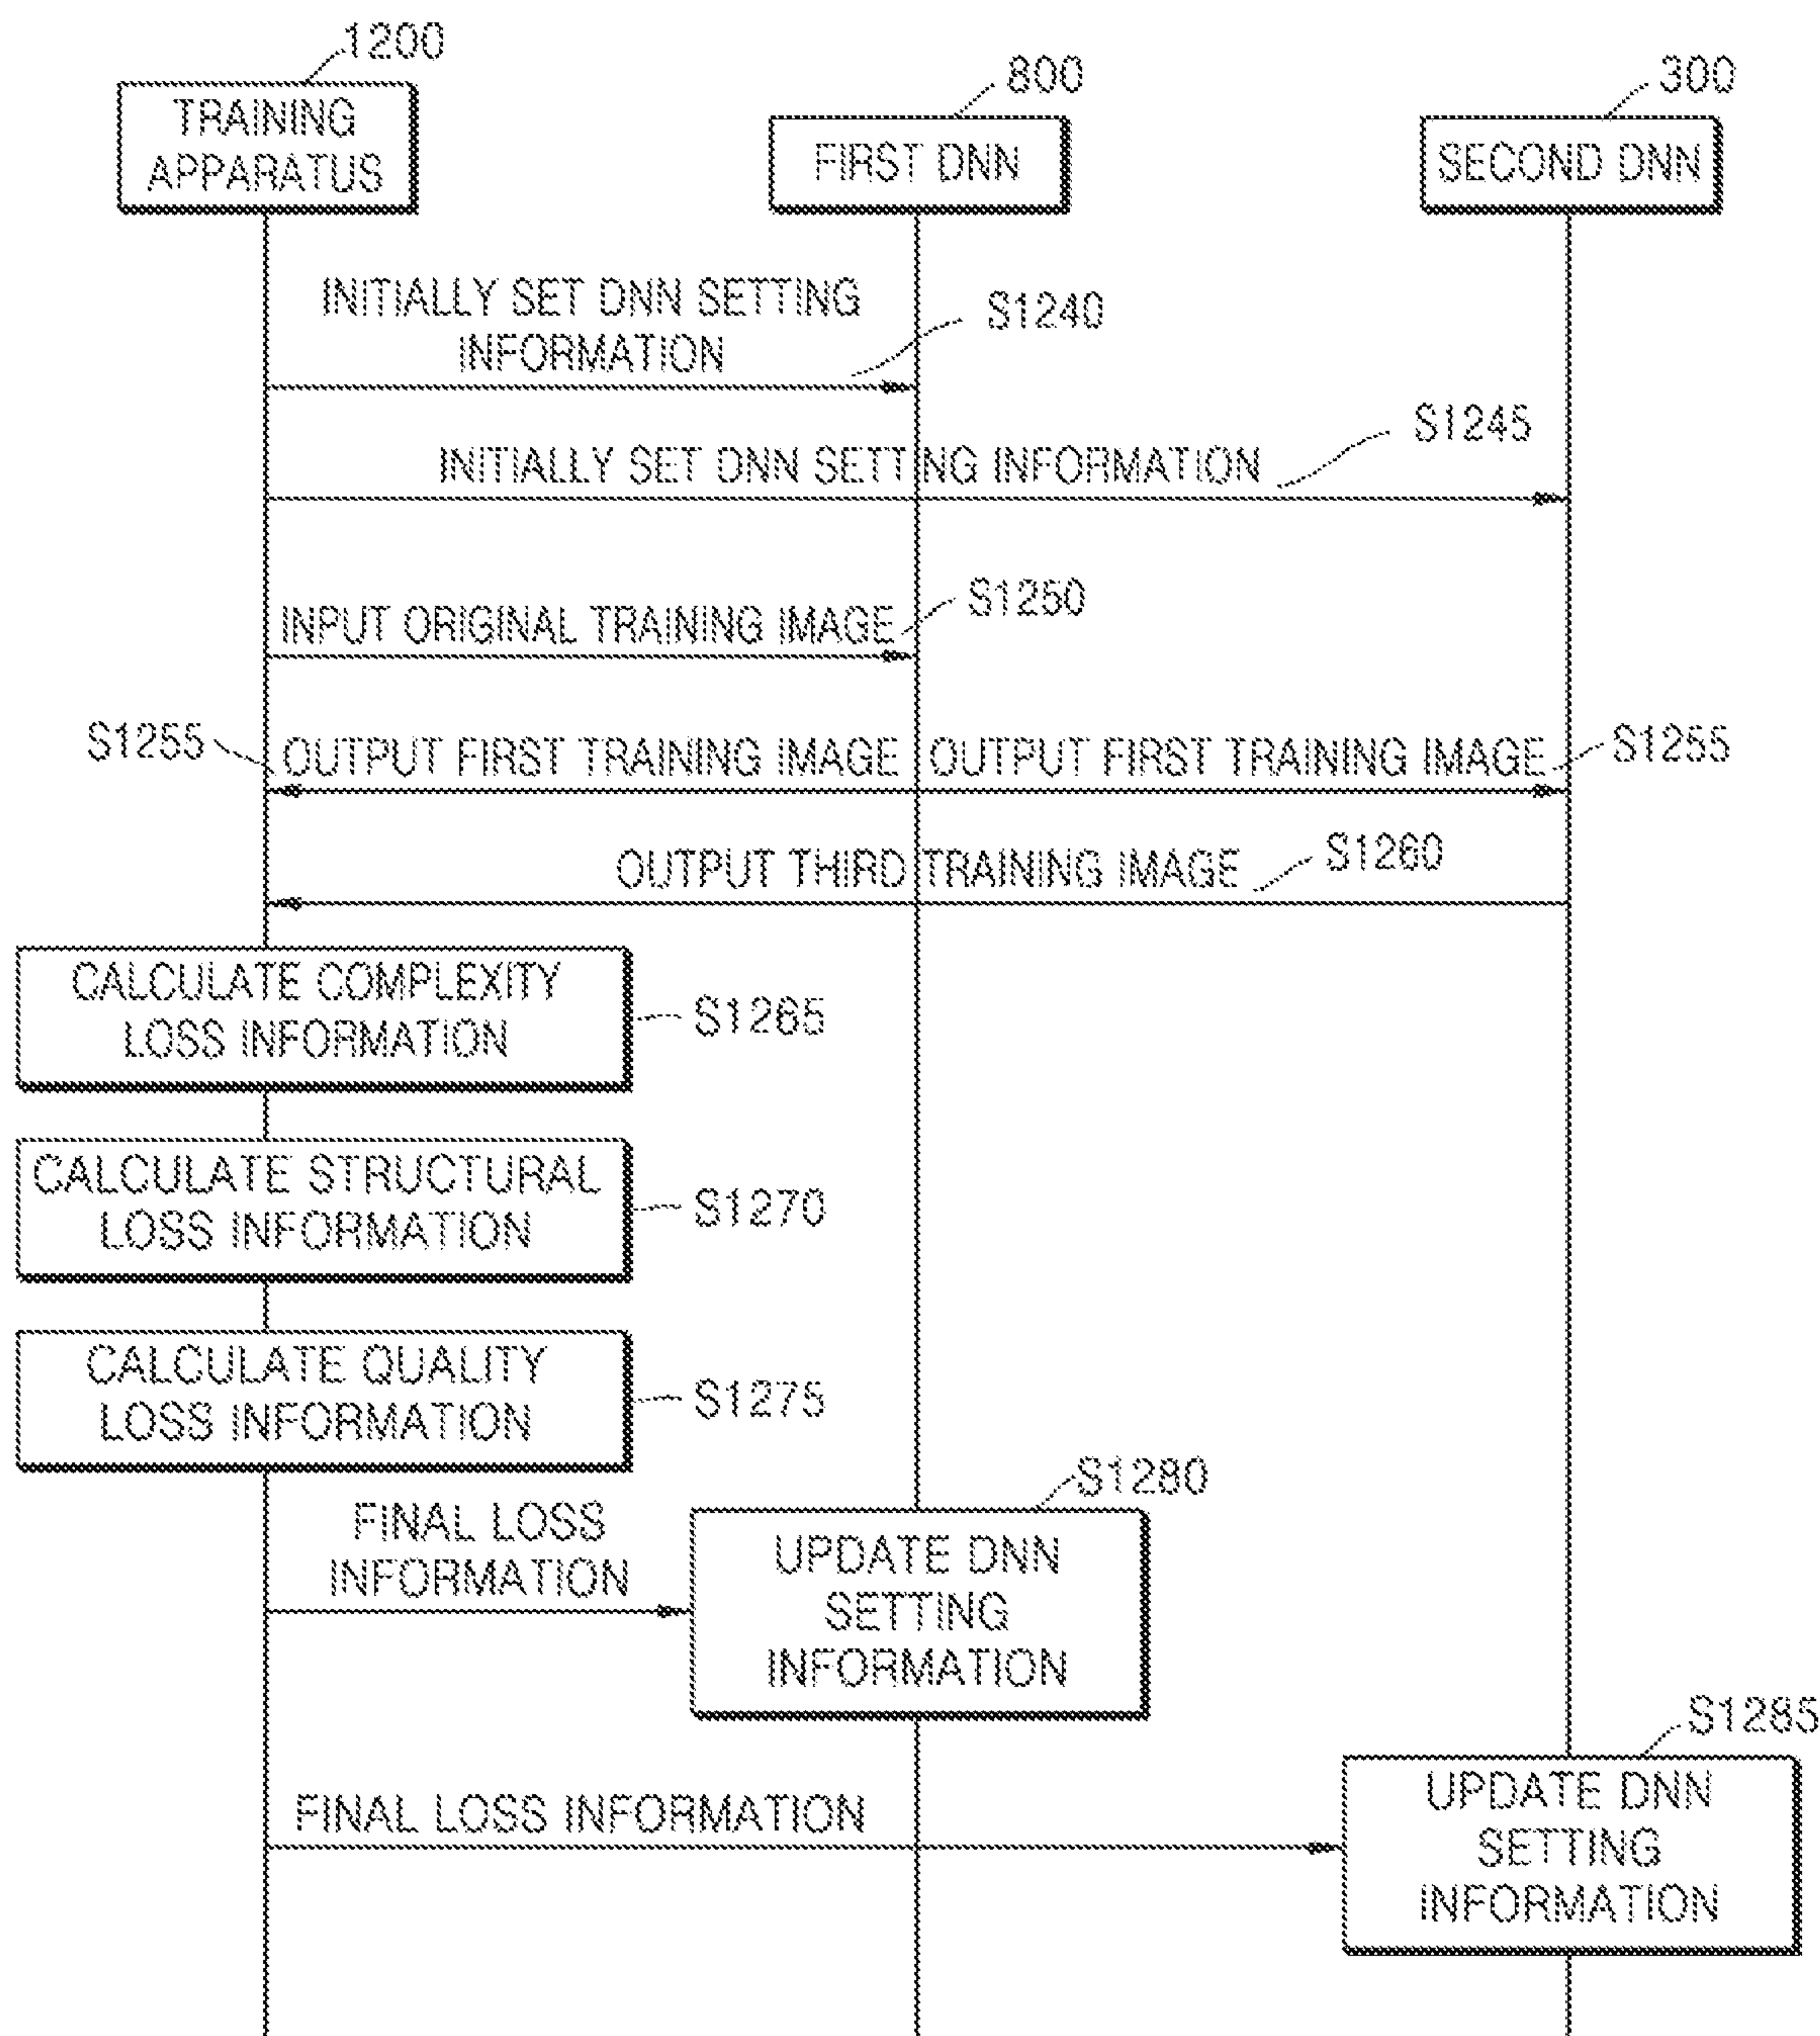 1200
800
300
TRAINING
APPARATUS
FIRST DNN
SECOND DNN
INITIALLY SET DNN SETTING
INFORMATION
S1240
S1245
INITIALLY SET DNN SETTING INFORMATION
S1250
INPUT ORIGINAL TRAINING IMAGE
S1255
OUTPUT FIRST TRAINING IMAGE
OUTPUT FIRST TRAINING IMAGE
S1255
OUTPUT THIRD TRAINING IMAGE
S1260
CALCULATE COMPLEXITY
LOSS INFORMATION
S1265
CALCULATE STRUCTURAL
LOSS INFORMATION
S1270
CALCULATE QUALITY
LOSS INFORMATION
S1275
FINAL LOSS
INFORMATION
S1280
UPDATE DNN
SETTING
INFORMATION
FINAL LOSS INFORMATION
S1285
UPDATE DNN
SETTING
INFORMATION